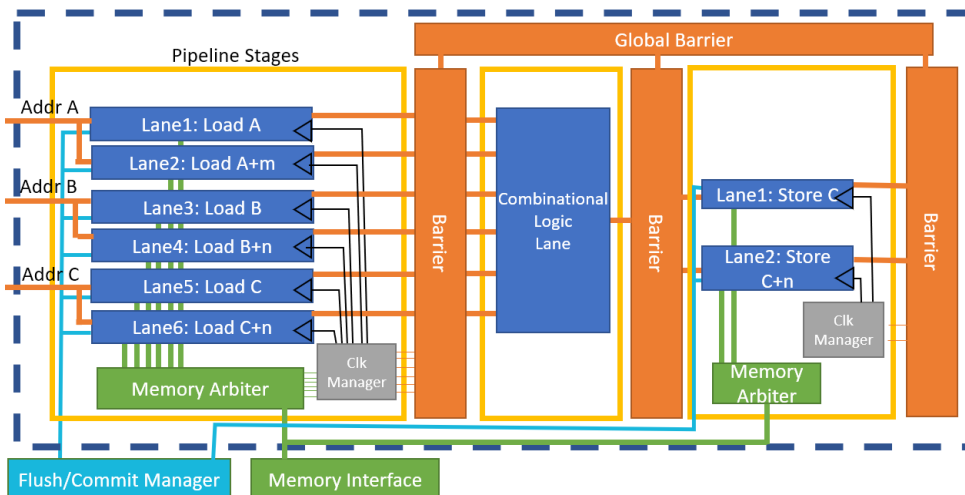 Global Barrier
Pipeline Stages
Addr A
Lane1: Load A
Lane2: Load A+m
Addr B
Lane3: Load B
Lane4: Load B+n
Addr C
Lane5: Load C
Lane6: Load C+n
Clk
Manager
Memory Arbiter
Barrier
Combinational
Logic
Lane
Barrier
Lane1: Store C
Lane2: Store
C+n
Clk
Manager
Memory
Arbiter
Barrier
Flush/Commit Manager
Memory Interface